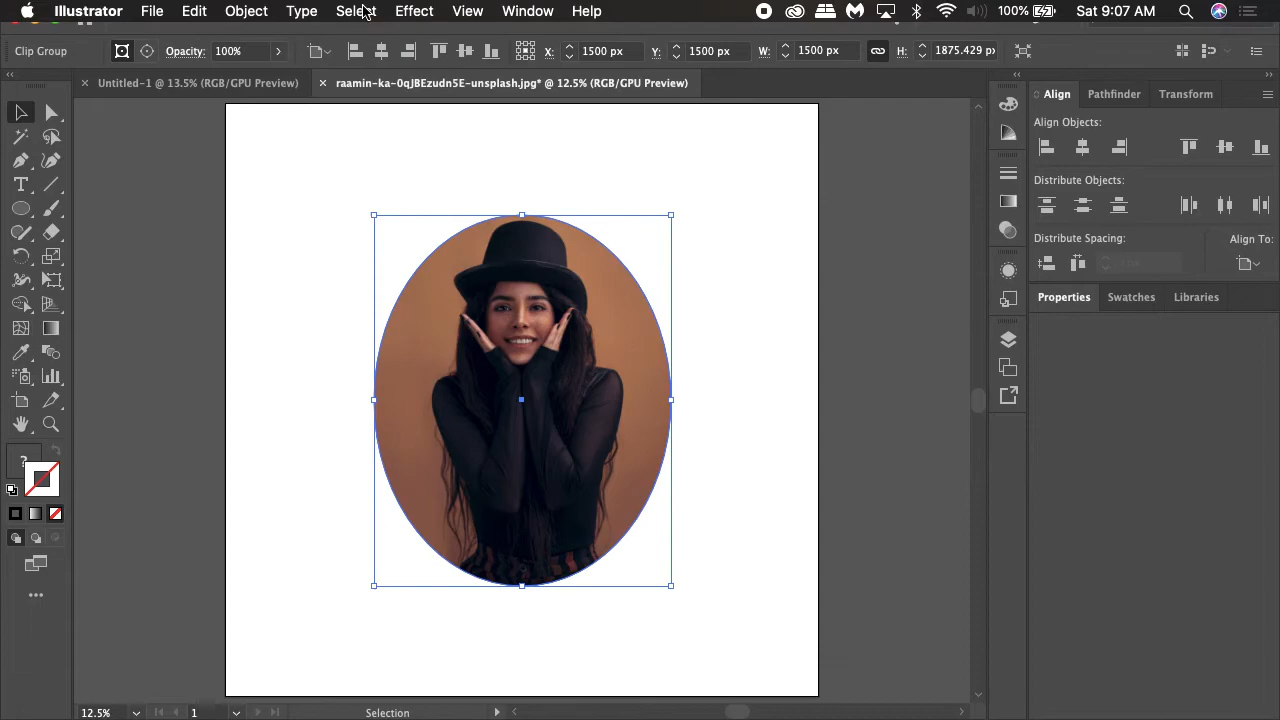 Illustrator File Edit Object Type Select Effect View Window Help 100% Sat 9:07 AM
Clip Group Opacity: 100% X: 1500 px Y: 1500 px W: 1500 px H: 1875.429 px
Untitled-1 @ 13.5% (RGB/GPU Preview) raamin-ka-0qJBEzudn5E-unsplash.jpg* @ 12.5% (RGB/GPU Preview)
Align Pathfinder Transform
Align Objects:
Distribute Objects:
Distribute Spacing: Align To:
Properties Swatches Libraries
?
12.5% 1 Selection